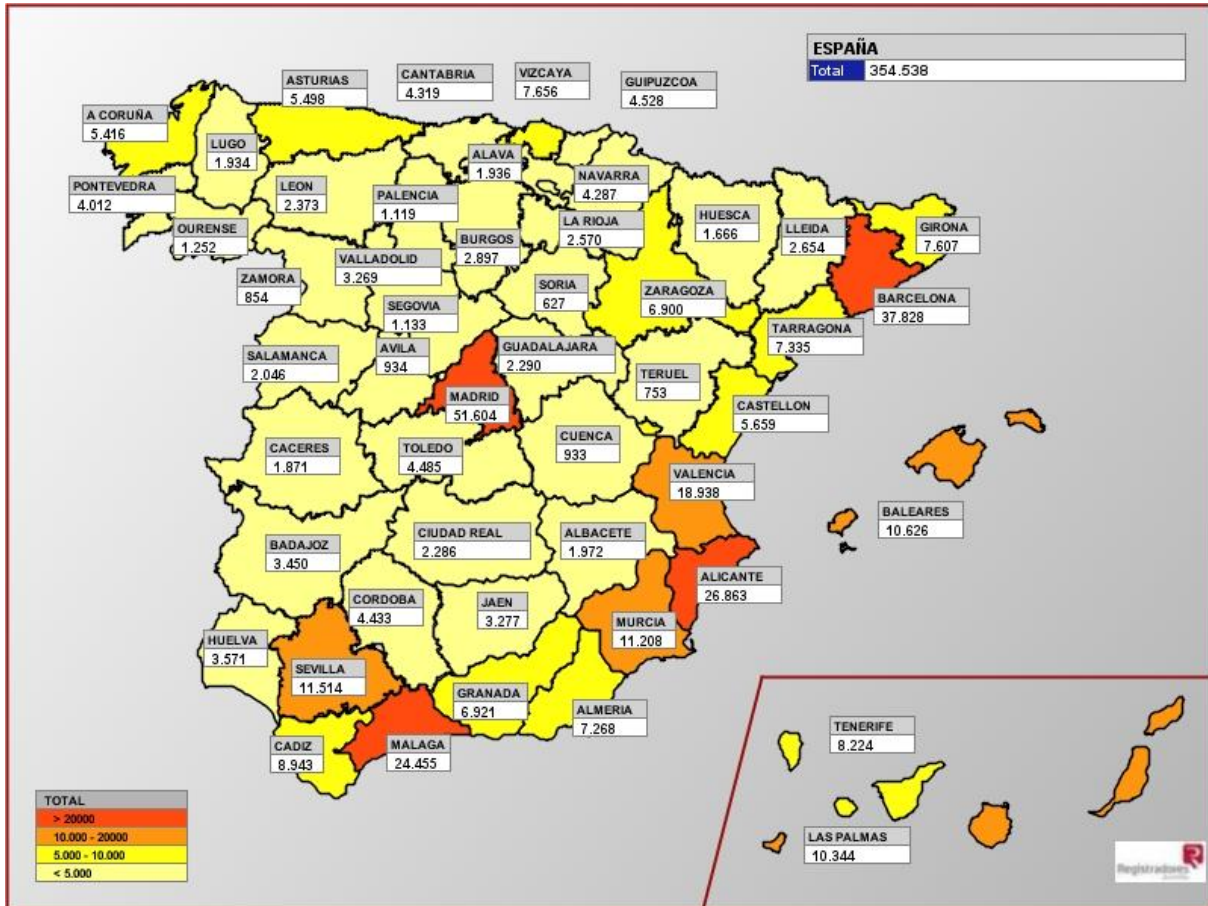 ESPAÑA
Total 354.538
ASTURIAS
5.498
CANTABRIA
4.319
VIZCAYA
7.656
GUIPUZCOA
4.528
A CORUÑA
5.416
LUGO
1.934
ALAVA
1.936
NAVARRA
4.287
PONTEVEDRA
4.012
LEON
2.373
PALENCIA
1.119
LA RIOJA
2.570
HUESCA
1.666
LLEIDA
2.654
GIRONA
7.607
OURENSE
1.252
VALLADOLID
3.269
BURGOS
2.897
ZAMORA
854
SORIA
627
ZARAGOZA
6.900
BARCELONA
37.828
SEGOVIA
1.133
TARRAGONA
7.335
SALAMANCA
2.046
AVILA
934
GUADALAJARA
2.290
TERUEL
753
MADRID
51.604
CASTELLON
5.659
CACERES
1.871
TOLEDO
4.485
CUENCA
933
VALENCIA
18.938
BALEARES
10.626
BADAJOZ
3.450
CIUDAD REAL
2.286
ALBACETE
1.972
ALICANTE
26.863
CORDOBA
4.433
JAEN
3.277
MURCIA
11.208
HUELVA
3.571
SEVILLA
11.514
GRANADA
6.921
ALMERIA
7.268
CADIZ
8.943
MALAGA
24.455
TENERIFE
8.224
LAS PALMAS
10.344
TOTAL
> 20000
10.000 - 20000
5.000 - 10.000
< 5.000
Registradores